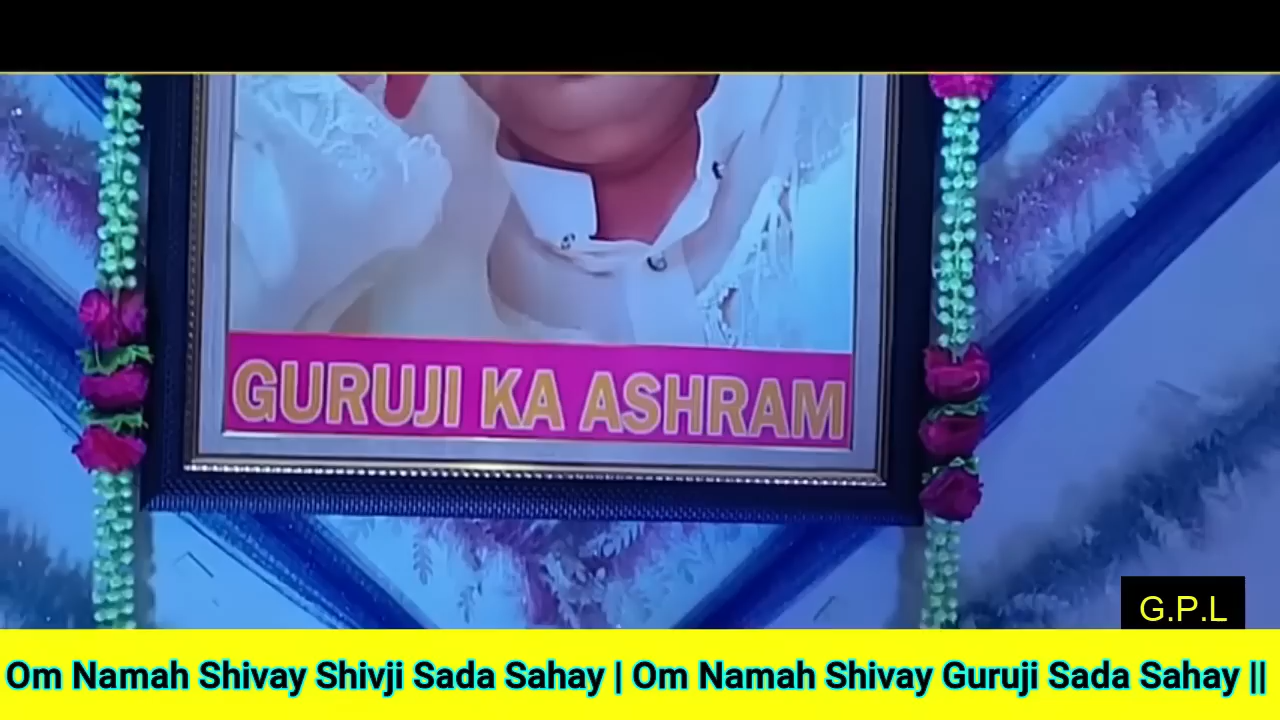 GURUJI KA ASHRAM
G.P.L
Om Namah Shivay Shivji Sada Sahay | Om Namah Shivay Guruji Sada Sahay ||